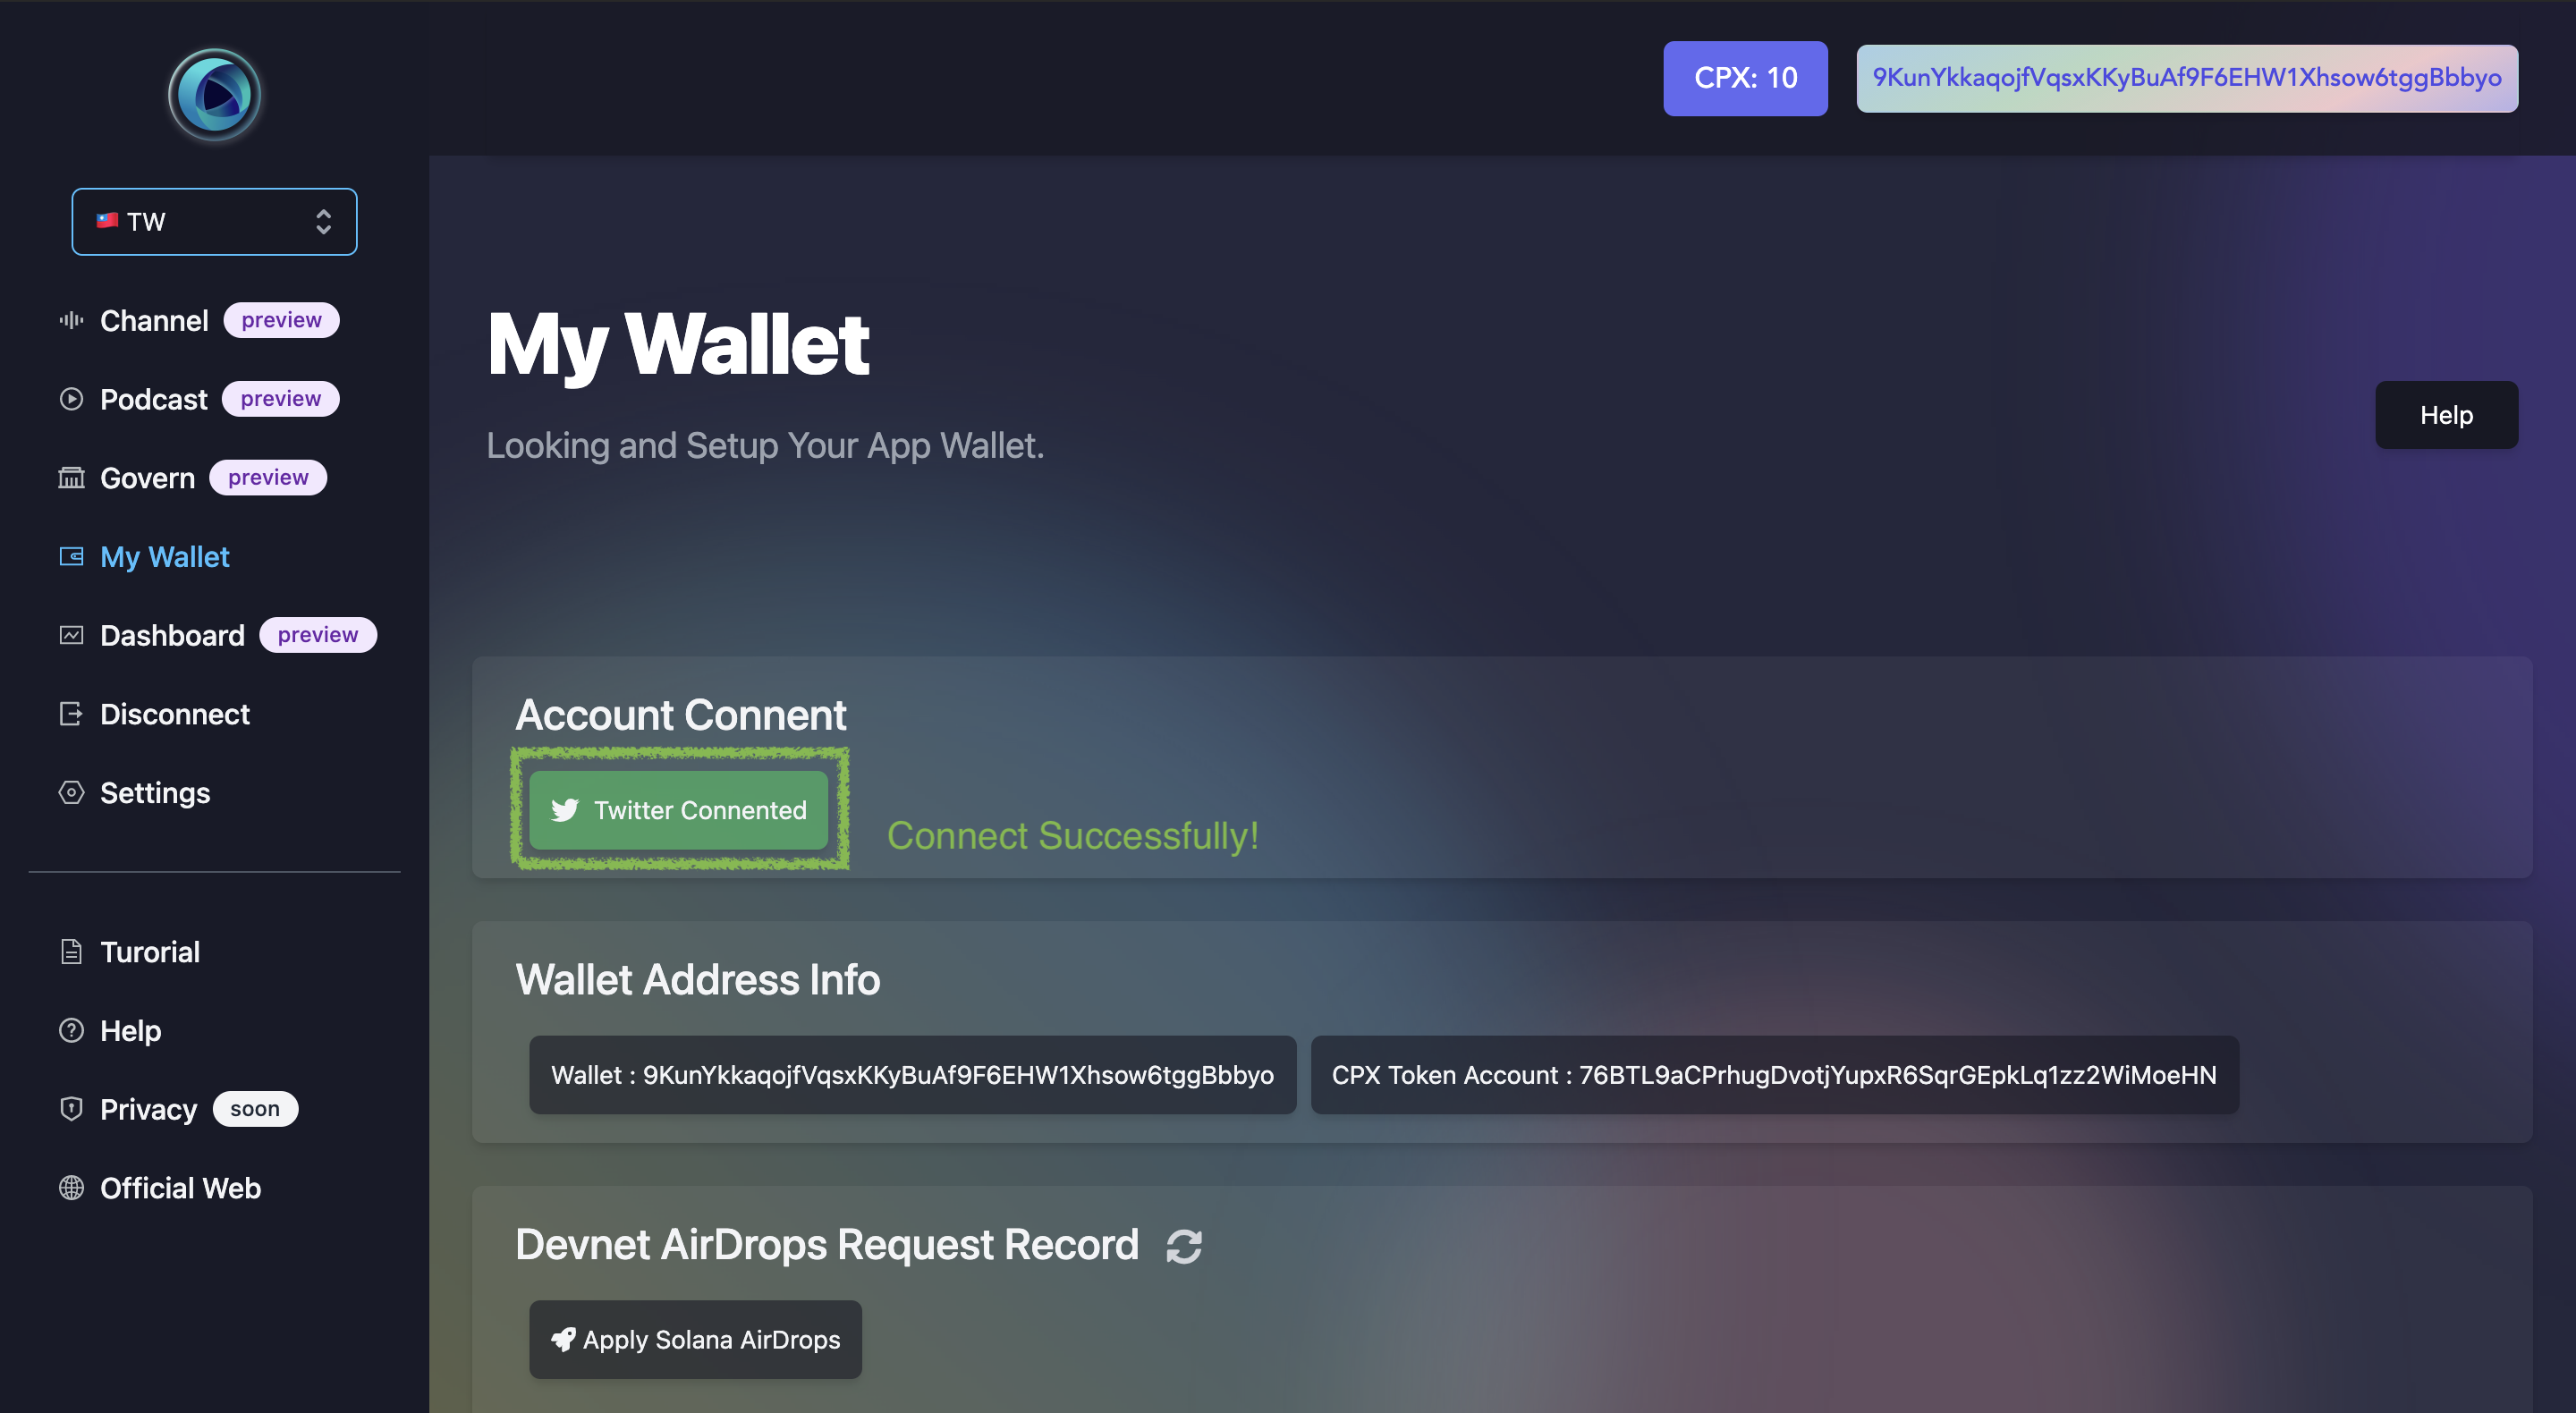 CPX: 10
9KunYkkaqojfVqsxKKyBuAf9F6EHW1Xhsow6tggBbbyo
🇹🇼 TW
Channel preview
Podcast preview
Govern preview
My Wallet
Dashboard preview
Disconnect
Settings
Turorial
Help
Privacy soon
Official Web
My Wallet
Looking and Setup Your App Wallet.
Help
Account Connent
Twitter Connented
Connect Successfully!
Wallet Address Info
Wallet : 9KunYkkaqojfVqsxKKyBuAf9F6EHW1Xhsow6tggBbbyo
CPX Token Account : 76BTL9aCPrhugDvotjYupxR6SqrGEpkLq1zz2WiMoeHN
Devnet AirDrops Request Record
Apply Solana AirDrops